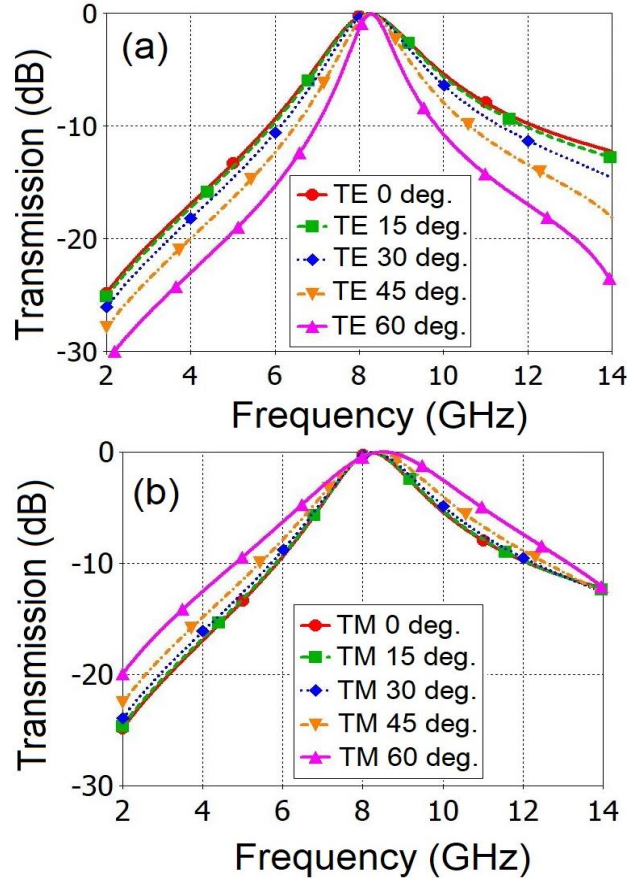 (a)
Transmission (dB)
0
-10
-20
-30
TE 0 deg.
TE 15 deg.
TE 30 deg.
TE 45 deg.
TE 60 deg.
2 4 6 8 10 12 14
Frequency (GHz)
(b)
Transmission (dB)
0
-10
-20
-30
TM 0 deg.
TM 15 deg.
TM 30 deg.
TM 45 deg.
TM 60 deg.
2 4 6 8 10 12 14
Frequency (GHz)